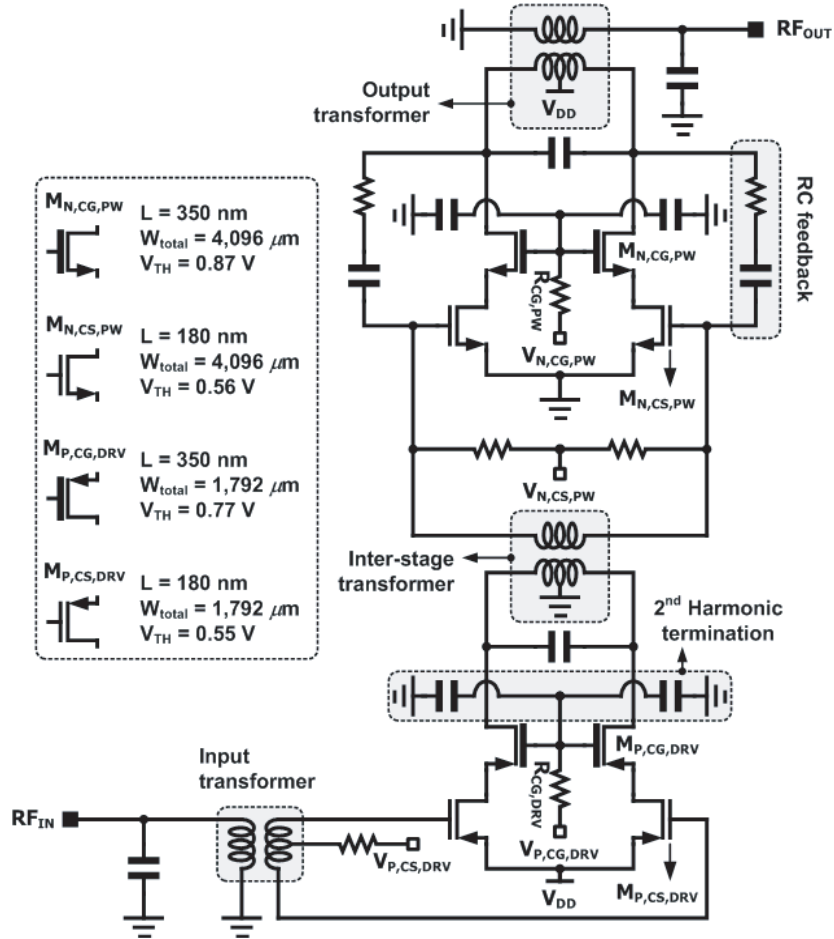 RF_OUT
Output
transformer
V_DD
RC feedback
M_N,CG,PW
L = 350 nm
W_total = 4,096 μm
V_TH = 0.87 V
M_N,CS,PW
L = 180 nm
W_total = 4,096 μm
V_TH = 0.56 V
M_P,CG,DRV
L = 350 nm
W_total = 1,792 μm
V_TH = 0.77 V
M_P,CS,DRV
L = 180 nm
W_total = 1,792 μm
V_TH = 0.55 V
M_N,CG,PW
R_CG,PW
V_N,CG,PW
M_N,CS,PW
V_N,CS,PW
Inter-stage
transformer
2nd Harmonic
termination
Input
transformer
M_P,CG,DRV
R_CG,DRV
RF_IN
V_P,CS,DRV
V_P,CG,DRV
V_DD
M_P,CS,DRV